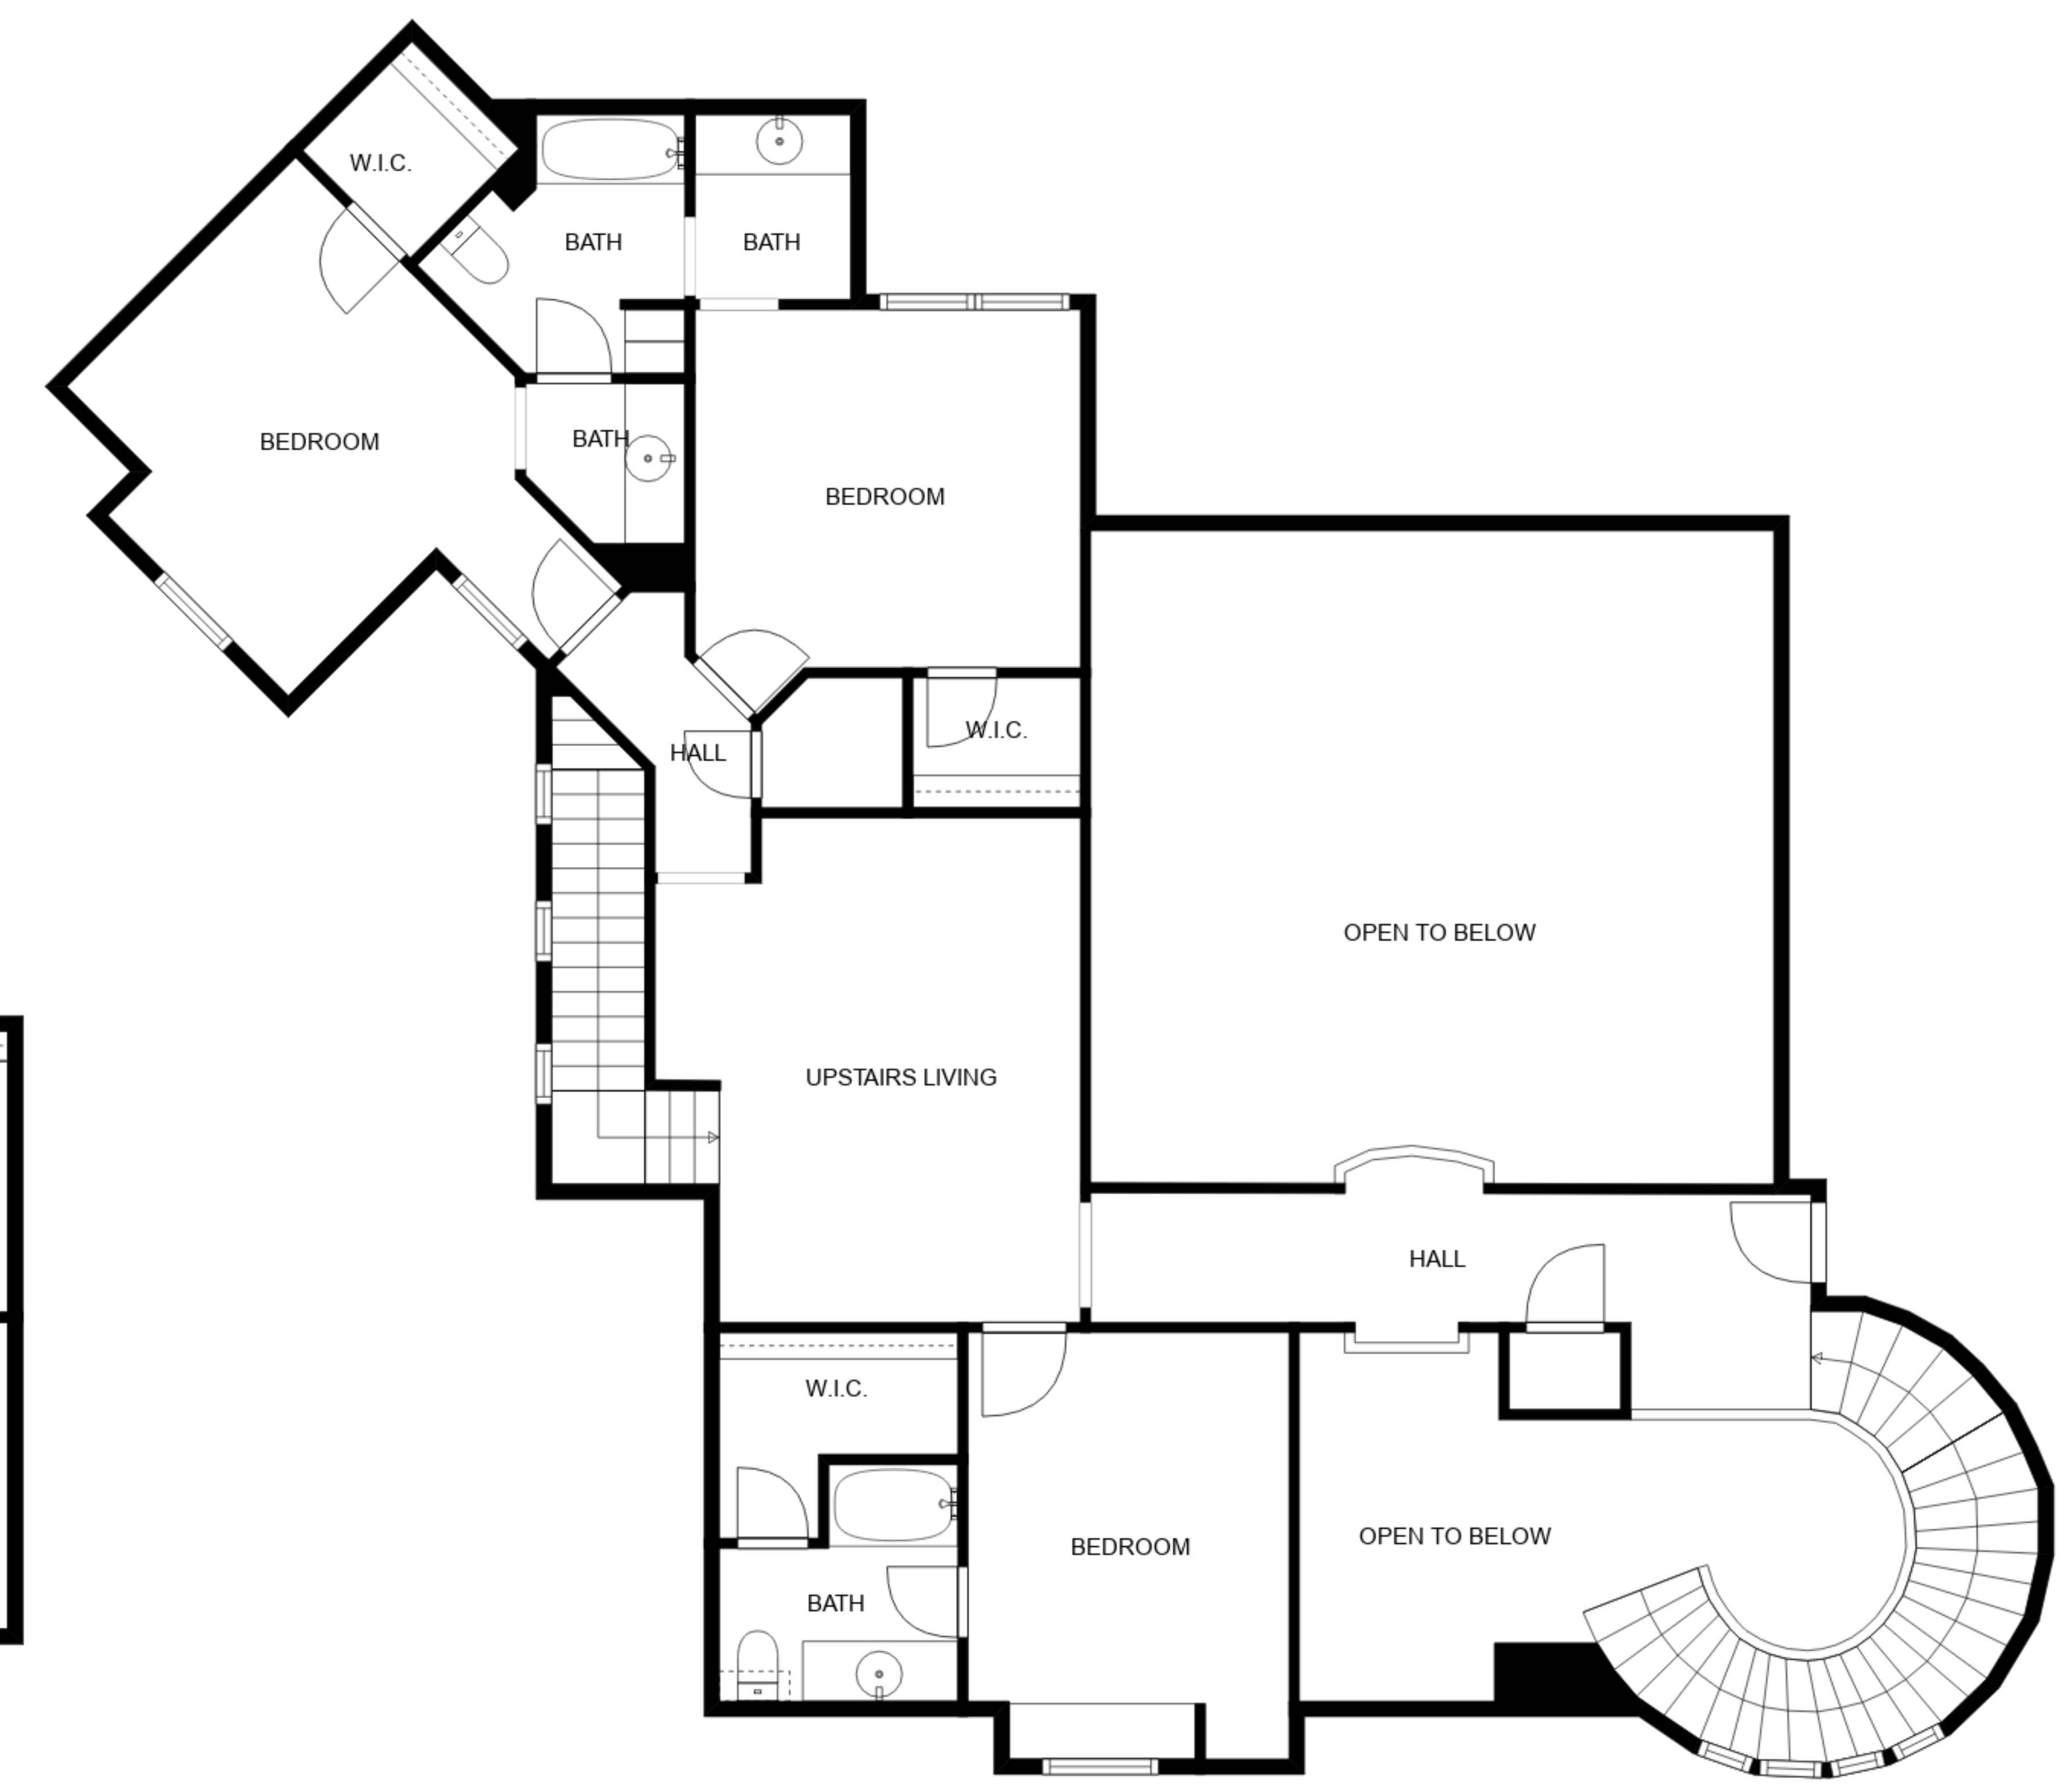 W.I.C.
BATH
BATH
BATH
BEDROOM
BEDROOM
W.I.C.
HALL
OPEN TO BELOW
UPSTAIRS LIVING
HALL
W.I.C.
OPEN TO BELOW
BEDROOM
BATH